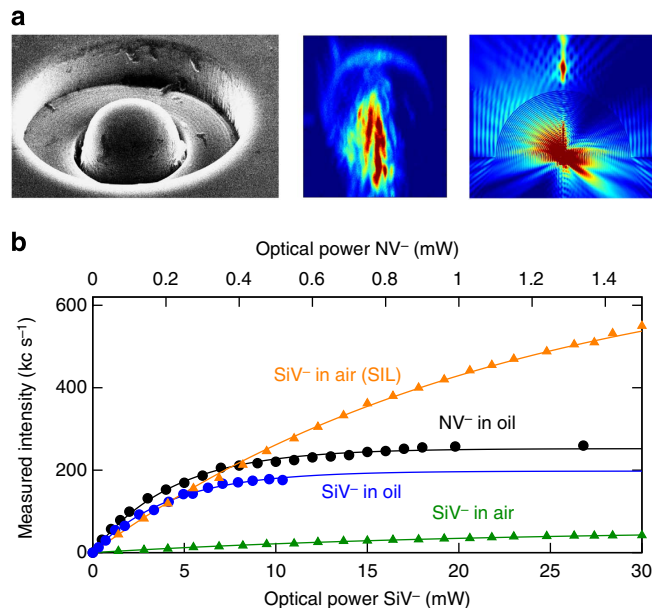 a
b
Optical power NV⁻ (mW)
0 0.2 0.4 0.6 0.8 1 1.2 1.4
600
400
200
0
Measured intensity (kc s⁻¹)
SiV⁻ in air (SIL)
NV⁻ in oil
SiV⁻ in oil
SiV⁻ in air
0 5 10 15 20 25 30
Optical power SiV⁻ (mW)